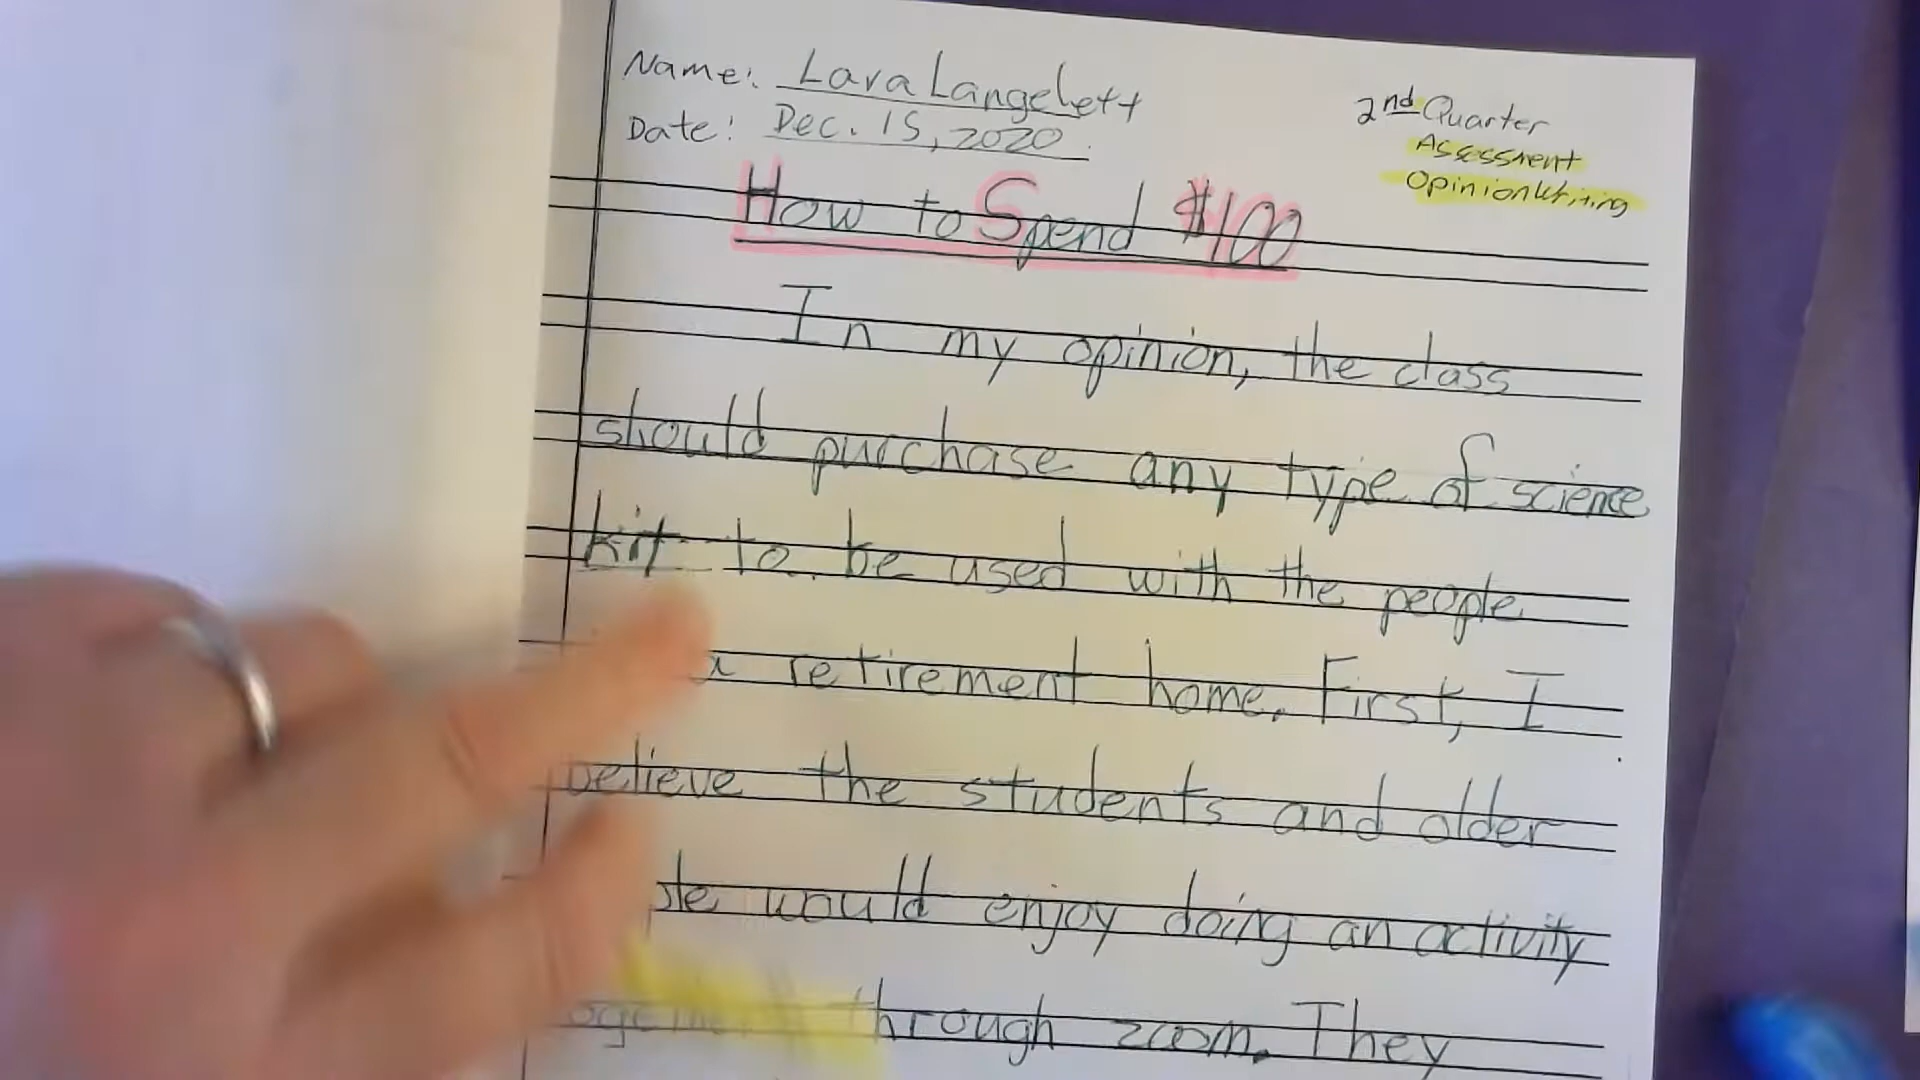 Name: Lara Langelett
Date: Dec. 15, 2020
2nd Quarter
Assessment
Opinion Writing
How to Spend $100
In my opinion, the class
should purchase any type of science
kit to be used with the people
retirement home. First, I
believe the students and older
would enjoy doing an activity
through zoom. They